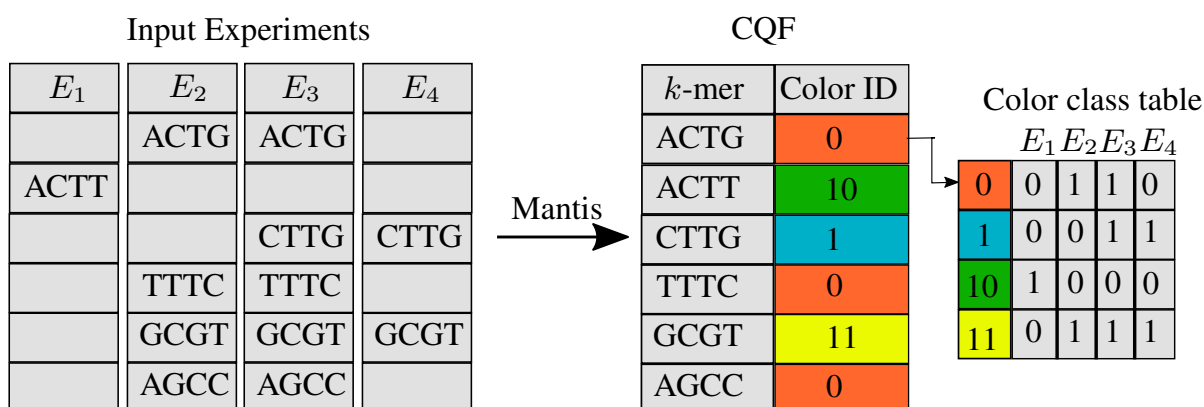 Input Experiments
CQF
E1 E2 E3 E4
k-mer Color ID
Color class table
ACTG ACTG
ACTG 0
E1 E2 E3 E4
ACTT
ACTT 10
0 0 1 1 0
Mantis
CTTG CTTG
CTTG 1
1 0 0 1 1
TTTC TTTC
TTTC 0
10 1 0 0 0
GCGT GCGT GCGT
GCGT 11
11 0 1 1 1
AGCC AGCC
AGCC 0